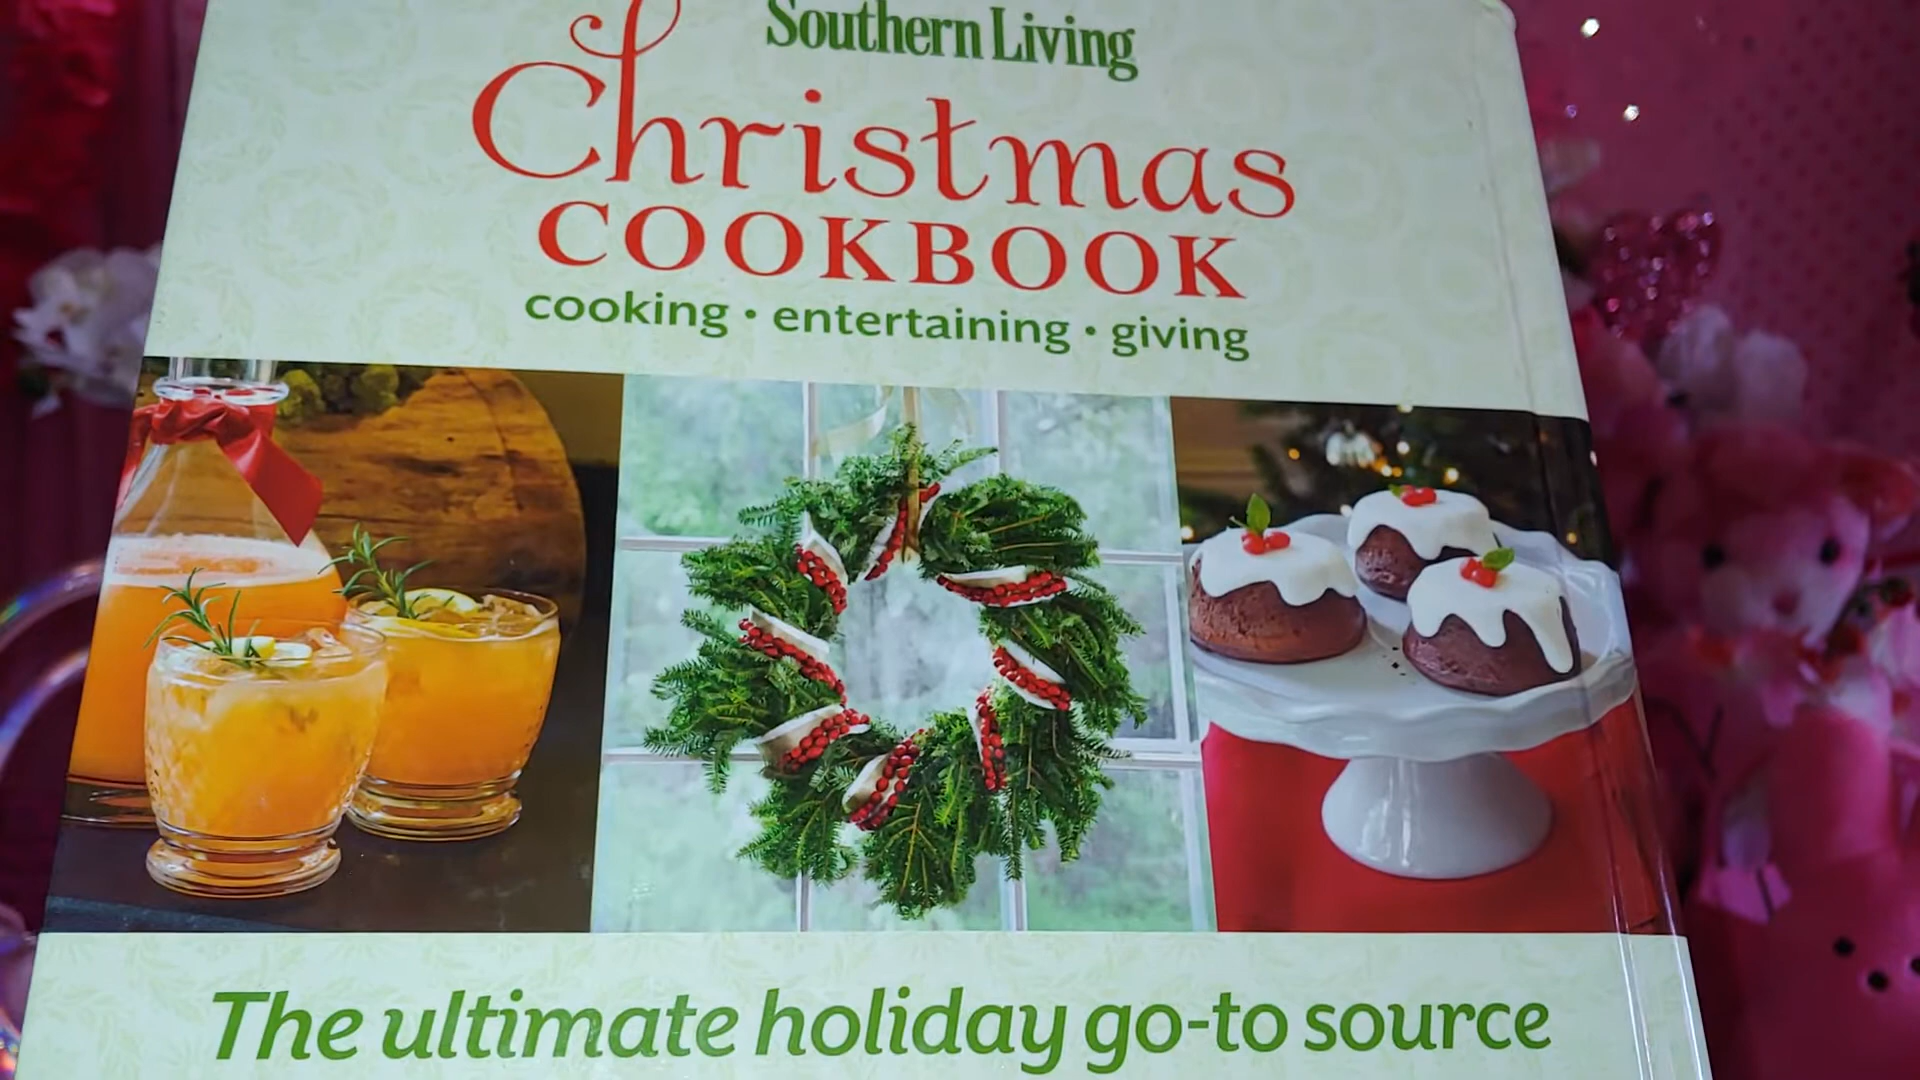 Southern Living
Christmas
COOKBOOK
cooking • entertaining • giving
The ultimate holiday go-to source